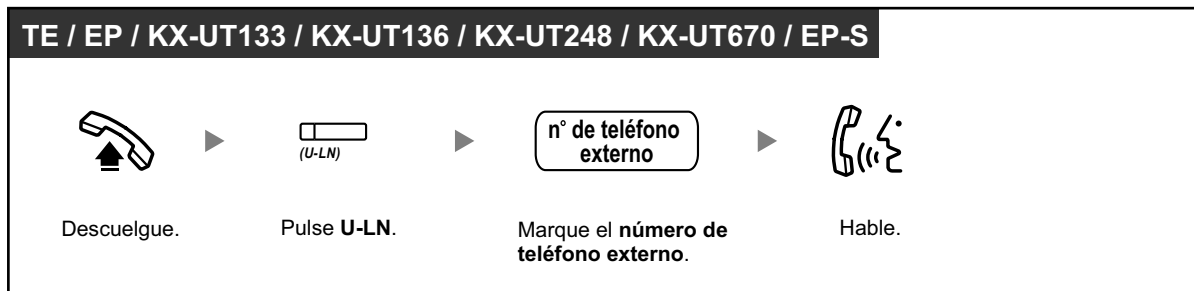 TE / EP / KX-UT133 / KX-UT136 / KX-UT248 / KX-UT670 / EP-S
(U-LN)
n° de teléfono
externo
Descuelgue.
Pulse U-LN.
Marque el número de
teléfono externo.
Hable.